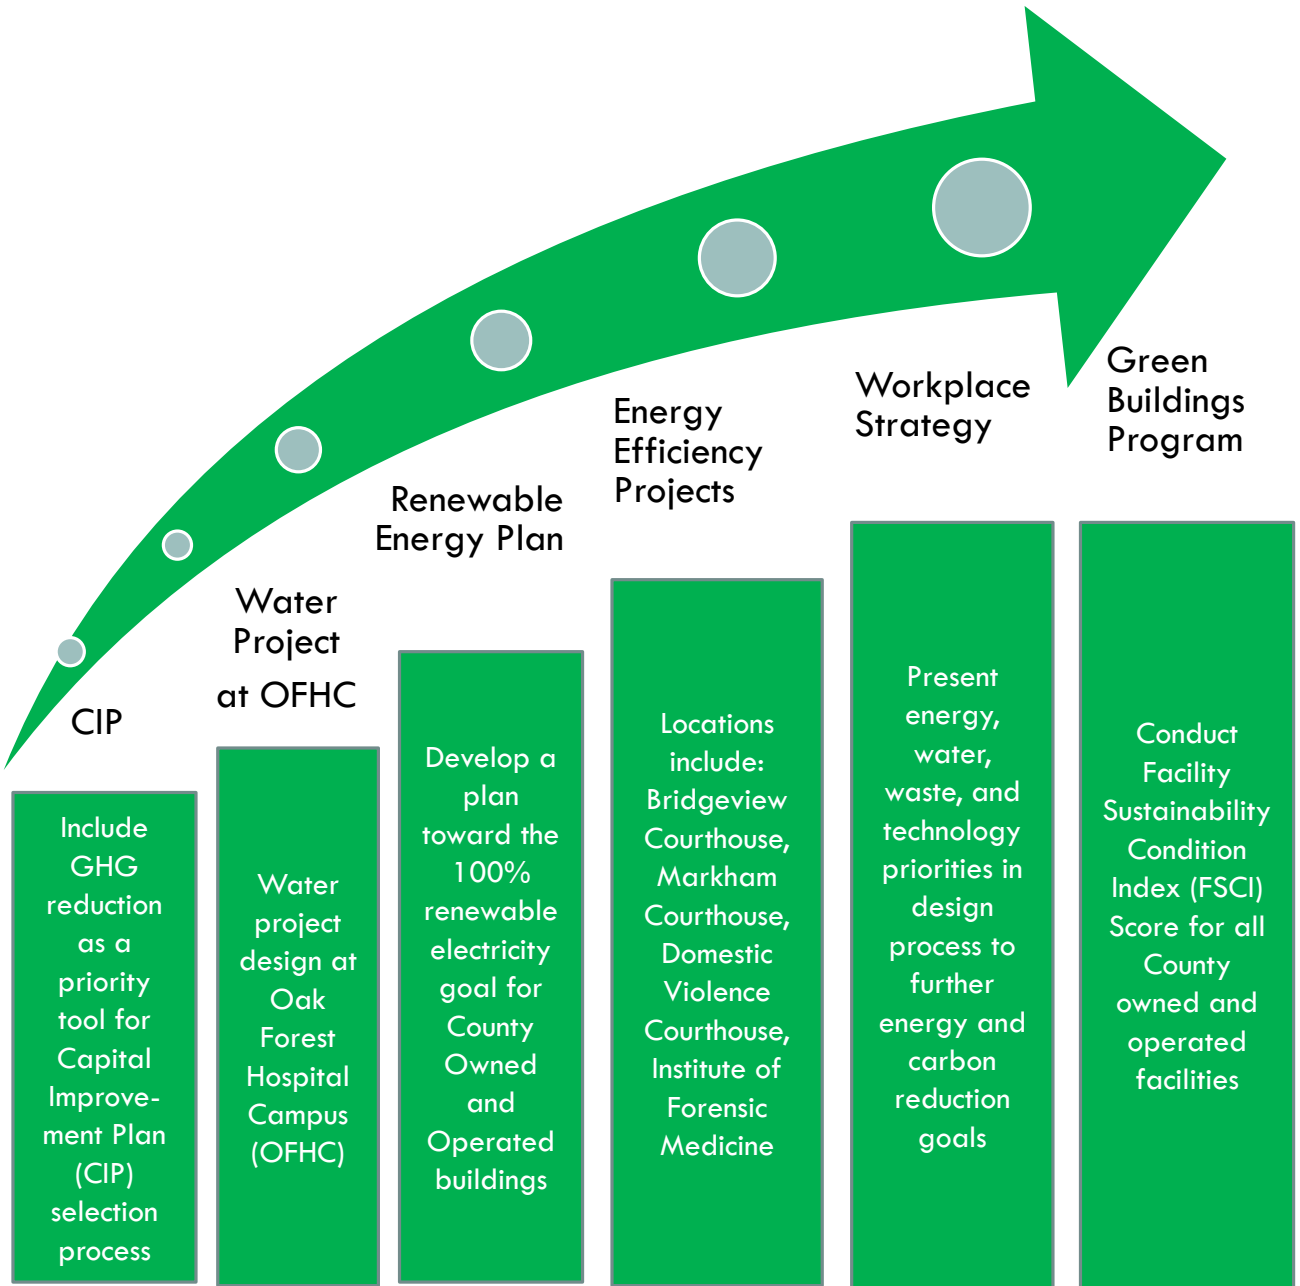 CIP
Include
GHG
reduction
as a
priority
tool for
Capital
Improve-
ment Plan
(CIP)
selection
process
Water
Project
at OFHC
Water
project
design at
Oak
Forest
Hospital
Campus
(OFHC)
Renewable
Energy Plan
Develop a
plan
toward the
100%
renewable
electricity
goal for
County
Owned
and
Operated
buildings
Energy
Efficiency
Projects
Locations
include:
Bridgeview
Courthouse,
Markham
Courthouse,
Domestic
Violence
Courthouse,
Institute of
Forensic
Medicine
Workplace
Strategy
Present
energy,
water,
waste, and
technology
priorities in
design
process to
further
energy and
carbon
reduction
goals
Green
Buildings
Program
Conduct
Facility
Sustainability
Condition
Index (FSCI)
Score for all
County
owned and
operated
facilities